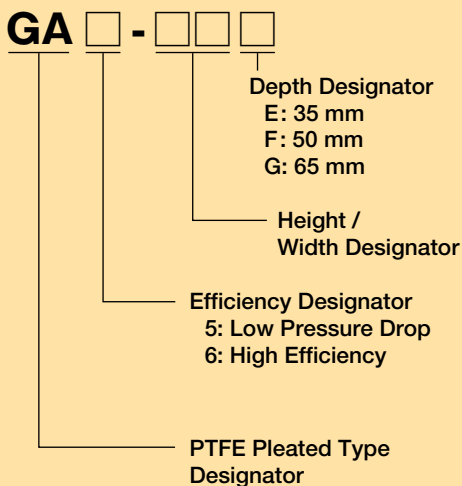 GA □ - □□ □
Depth Designator
E: 35 mm
F: 50 mm
G: 65 mm
Height /
Width Designator
Efficiency Designator
5: Low Pressure Drop
6: High Efficiency
PTFE Pleated Type
Designator